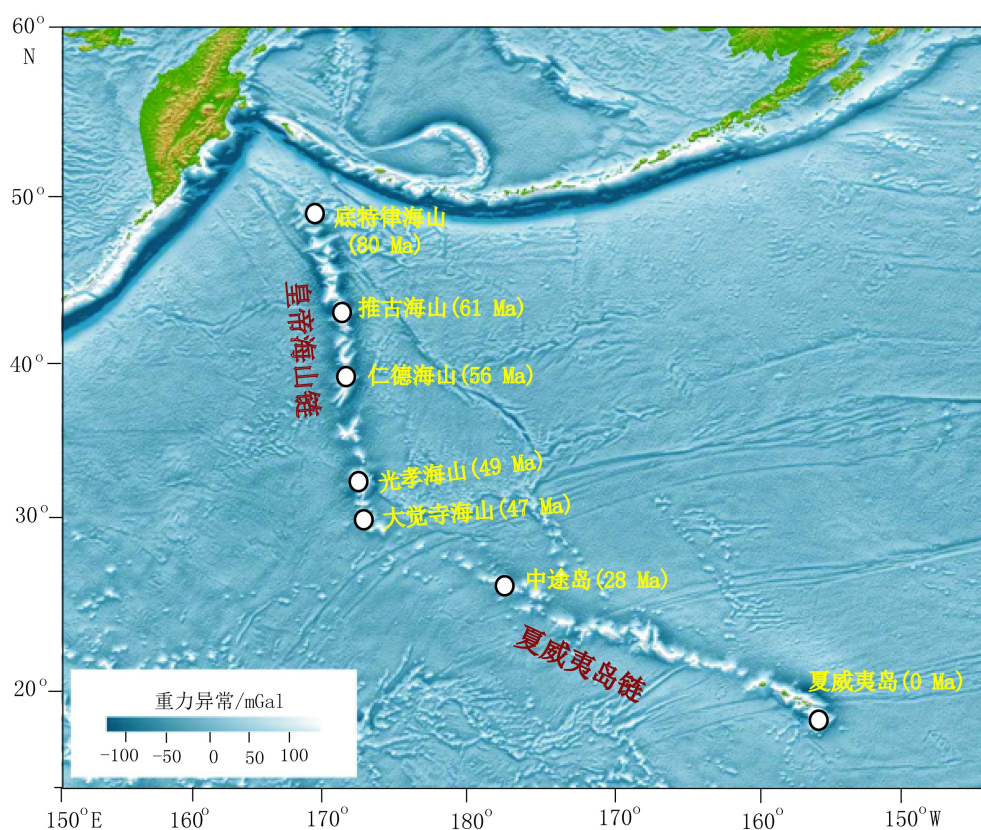 60°
N
50°
40°
30°
20°
底特律海山
(80 Ma)
推古海山(61 Ma)
仁德海山(56 Ma)
光孝海山(49 Ma)
大觉寺海山(47 Ma)
中途岛(28 Ma)
夏威夷岛(0 Ma)
皇帝海山链
夏威夷岛链
重力异常/mGal
-100 -50 0 50 100
150°E 160° 170° 180° 170° 160° 150°W